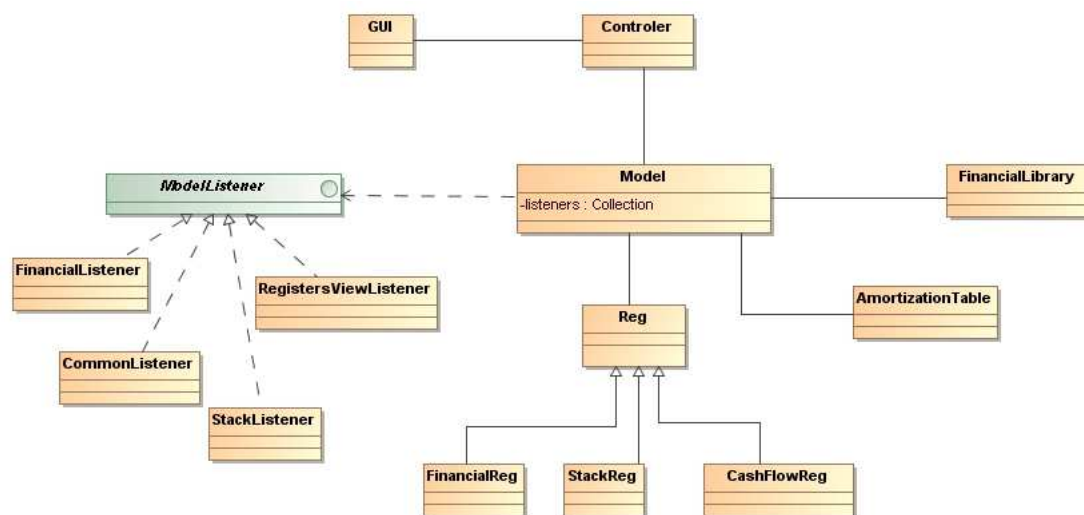 GUI
Controler
ModelListener
Model
-listeners : Collection
FinancialLibrary
FinancialListener
RegistersViewListener
AmortizationTable
Reg
CommonListener
StackListener
FinancialReg
StackReg
CashFlowReg